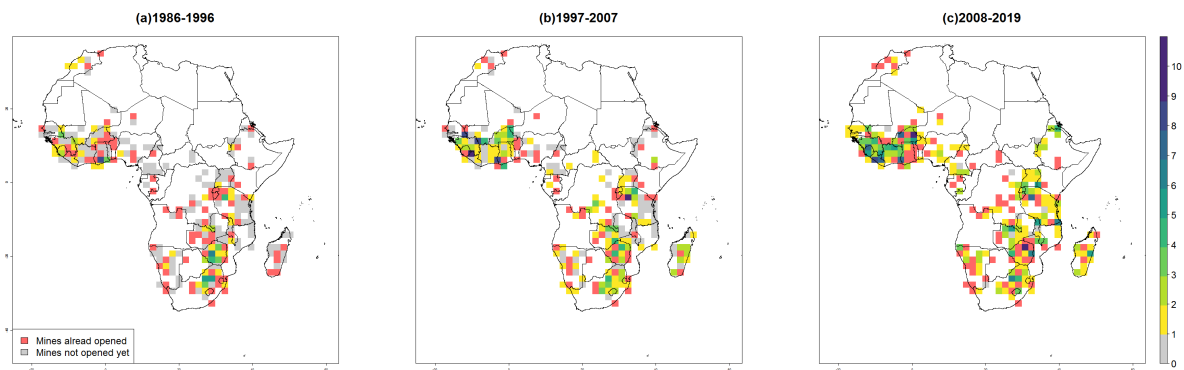 (a)1986-1996
(b)1997-2007
(c)2008-2019
Mines alread opened
Mines not opened yet
10
9
8
7
6
5
4
3
2
1
0